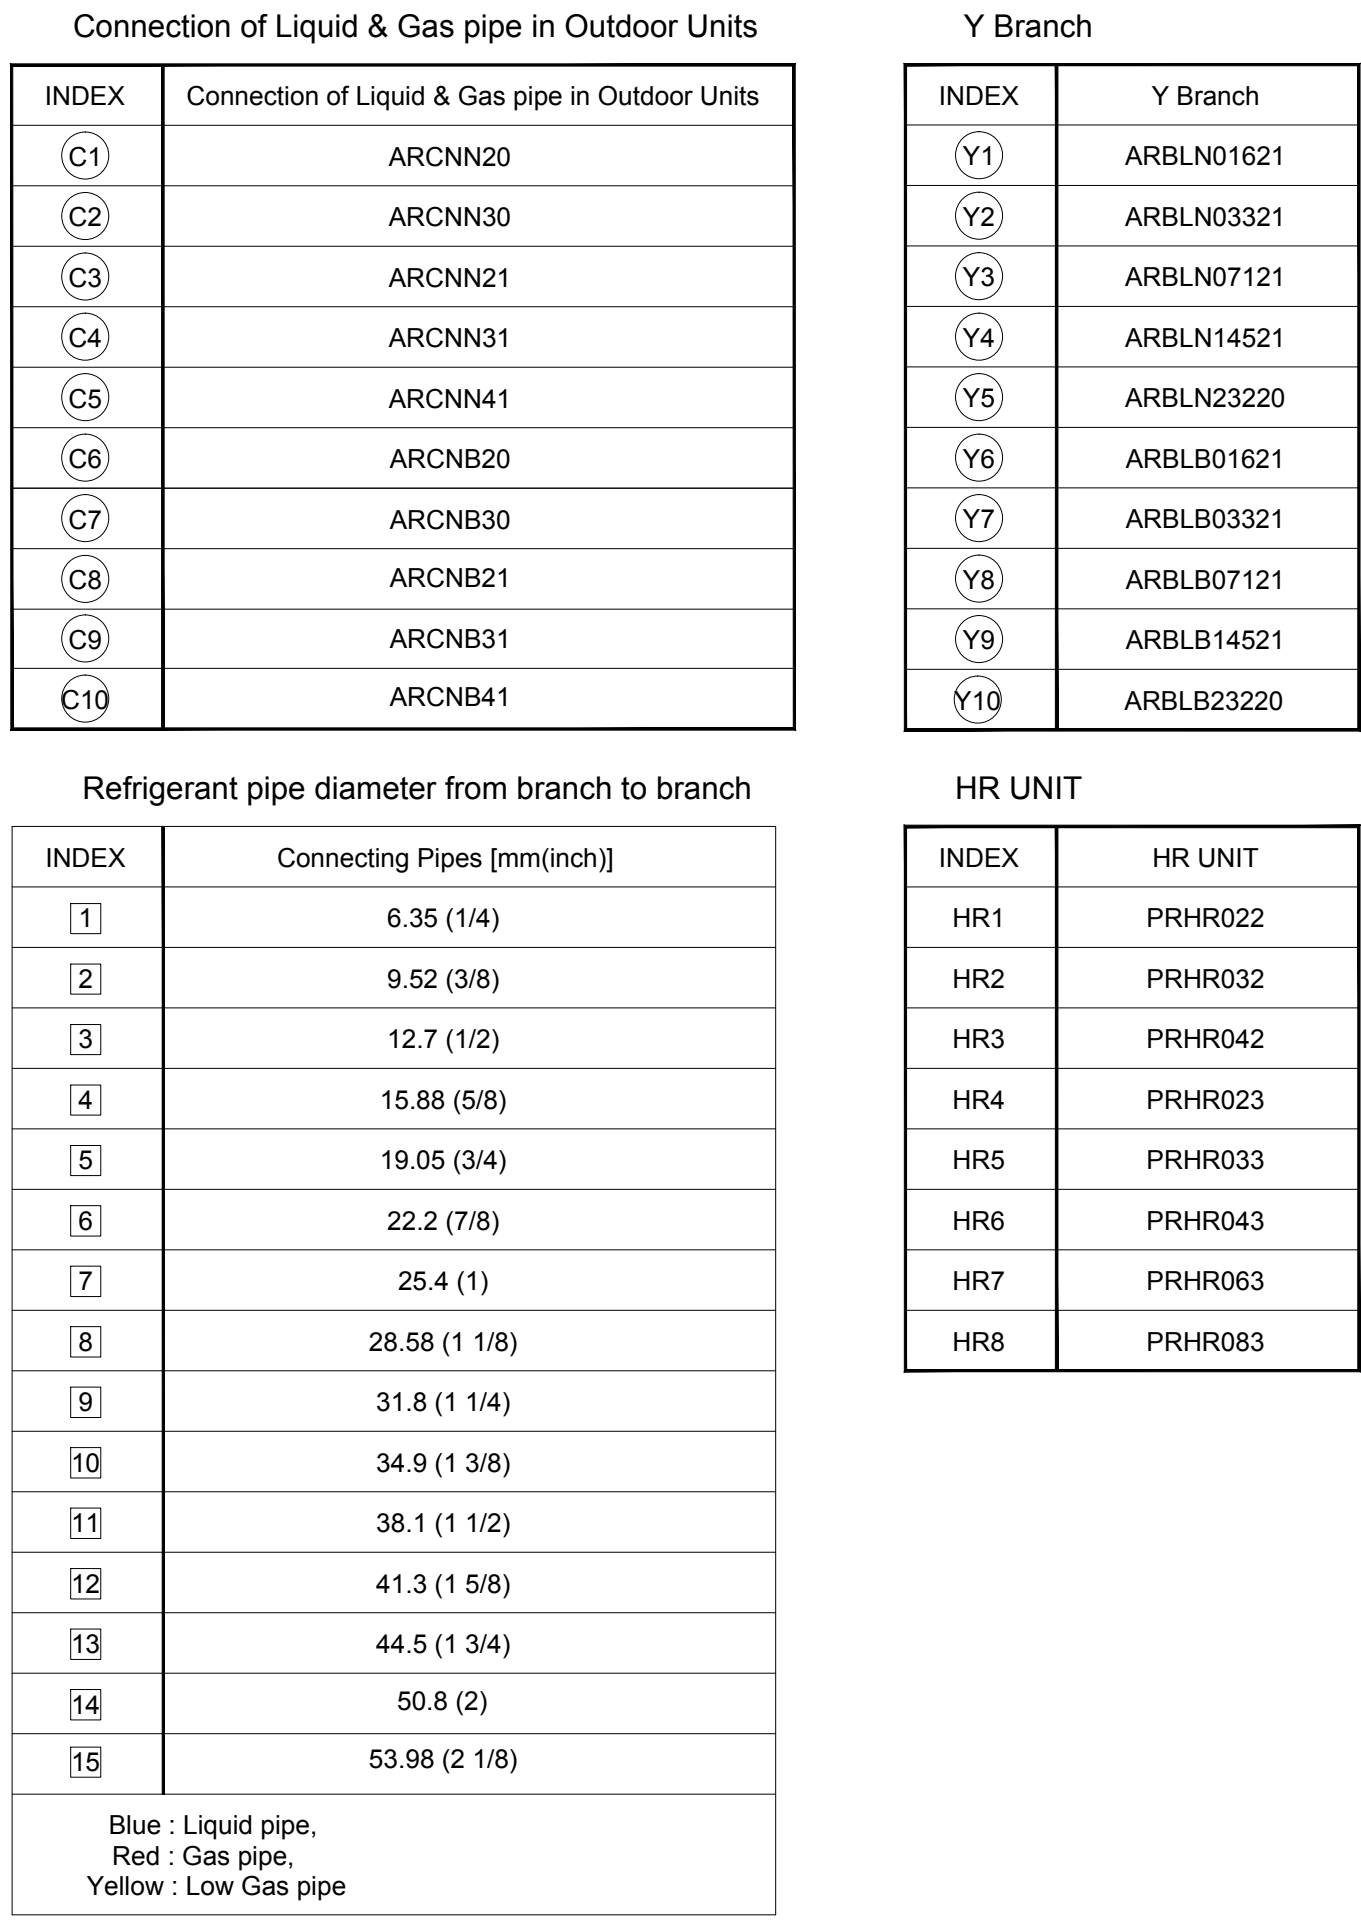 Connection of Liquid & Gas pipe in Outdoor Units
INDEX Connection of Liquid & Gas pipe in Outdoor Units
C1 ARCNN20
C2 ARCNN30
C3 ARCNN21
C4 ARCNN31
C5 ARCNN41
C6 ARCNB20
C7 ARCNB30
C8 ARCNB21
C9 ARCNB31
C10 ARCNB41
Y Branch
INDEX Y Branch
Y1 ARBLN01621
Y2 ARBLN03321
Y3 ARBLN07121
Y4 ARBLN14521
Y5 ARBLN23220
Y6 ARBLB01621
Y7 ARBLB03321
Y8 ARBLB07121
Y9 ARBLB14521
Y10 ARBLB23220
Refrigerant pipe diameter from branch to branch
INDEX Connecting Pipes [mm(inch)]
1 6.35 (1/4)
2 9.52 (3/8)
3 12.7 (1/2)
4 15.88 (5/8)
5 19.05 (3/4)
6 22.2 (7/8)
7 25.4 (1)
8 28.58 (1 1/8)
9 31.8 (1 1/4)
10 34.9 (1 3/8)
11 38.1 (1 1/2)
12 41.3 (1 5/8)
13 44.5 (1 3/4)
14 50.8 (2)
15 53.98 (2 1/8)
Blue : Liquid pipe,
Red : Gas pipe,
Yellow : Low Gas pipe
HR UNIT
INDEX HR UNIT
HR1 PRHR022
HR2 PRHR032
HR3 PRHR042
HR4 PRHR023
HR5 PRHR033
HR6 PRHR043
HR7 PRHR063
HR8 PRHR083